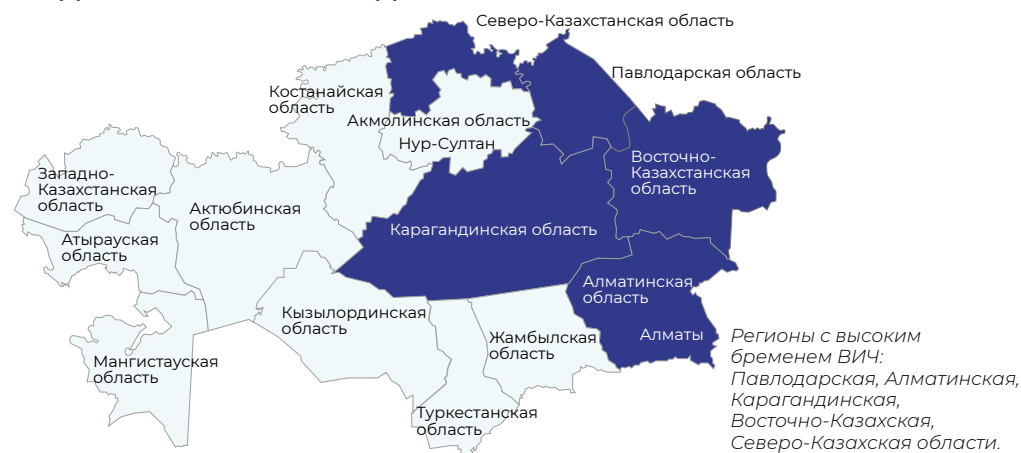 Северо-Казахстанская область
Павлодарская область
Костанайская
область
Акмолинская область
Нур-Султан
Восточно-
Казахстанская
область
Западно-
Казахстанская
область
Актюбинская
область
Карагандинская область
Атырауская
область
Алматинская
область
Кызылординская
область
Жамбылская
область
Алматы
Мангистауская
область
Туркестанская
область
Регионы с высоким
бременем ВИЧ:
Павлодарская, Алматинская,
Карагандинская,
Восточно-Казахская,
Северо-Казахская области.